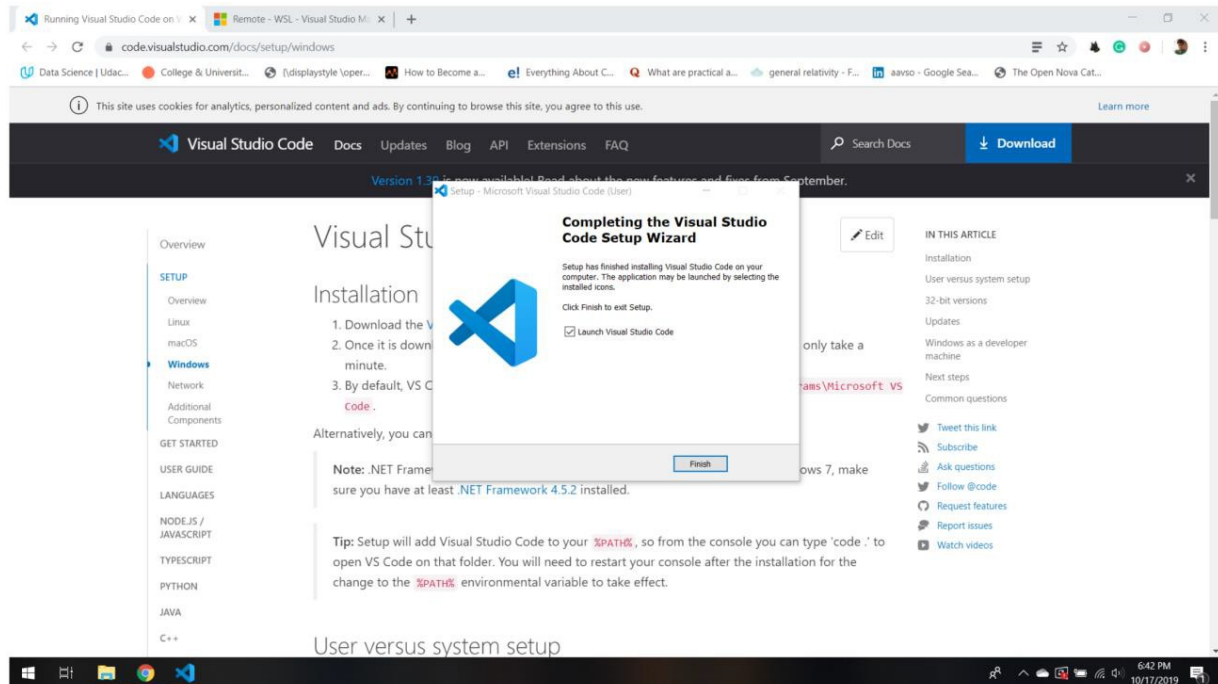 Running Visual Studio Code on
Remote - WSL - Visual Studio Ma
code.visualstudio.com/docs/setup/windows
Data Science | Udac...
College & Universit...
[\displaystyle \oper...
How to Become a...
Everything About C...
What are practical a...
general relativity - F...
aavso - Google Sea...
The Open Nova Cat...
This site uses cookies for analytics, personalized content and ads. By continuing to browse this site, you agree to this use.
Learn more
Visual Studio Code
Docs
Updates
Blog
API
Extensions
FAQ
Search Docs
Download
Version 1.39 is now available! Read about the new features and fixes from September.
Setup - Microsoft Visual Studio Code (User)
Completing the Visual Studio
Code Setup Wizard
Setup has finished installing Visual Studio Code on your
computer. The application may be launched by selecting the
installed icons.
Click Finish to exit Setup.
Launch Visual Studio Code
Finish
Overview
SETUP
Overview
Linux
macOS
Windows
Network
Additional
Components
GET STARTED
USER GUIDE
LANGUAGES
NODE.JS /
JAVASCRIPT
TYPESCRIPT
PYTHON
JAVA
C++
Visual Stu
Installation
1. Download the V
2. Once it is down only take a
minute.
3. By default, VS C rams\Microsoft VS
Code.
Alternatively, you can
Note: .NET Frame ows 7, make
sure you have at least .NET Framework 4.5.2 installed.
Tip: Setup will add Visual Studio Code to your %PATH%, so from the console you can type 'code .' to
open VS Code on that folder. You will need to restart your console after the installation for the
change to the %PATH% environmental variable to take effect.
User versus system setup
Edit
IN THIS ARTICLE
Installation
User versus system setup
32-bit versions
Updates
Windows as a developer
machine
Next steps
Common questions
Tweet this link
Subscribe
Ask questions
Follow @code
Request features
Report issues
Watch videos
6:42 PM
10/17/2019